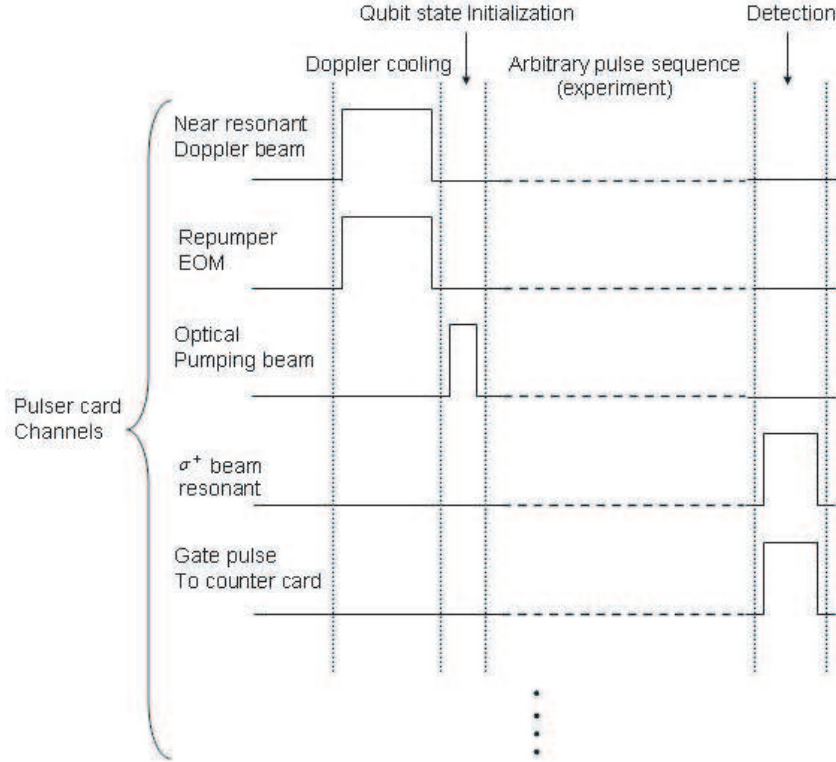 Qubit state Initialization
Detection
Doppler cooling
Arbitrary pulse sequence
(experiment)
Near resonant
Doppler beam
Repumper
EOM
Optical
Pumping beam
Pulser card
Channels
σ⁺ beam
resonant
Gate pulse
To counter card